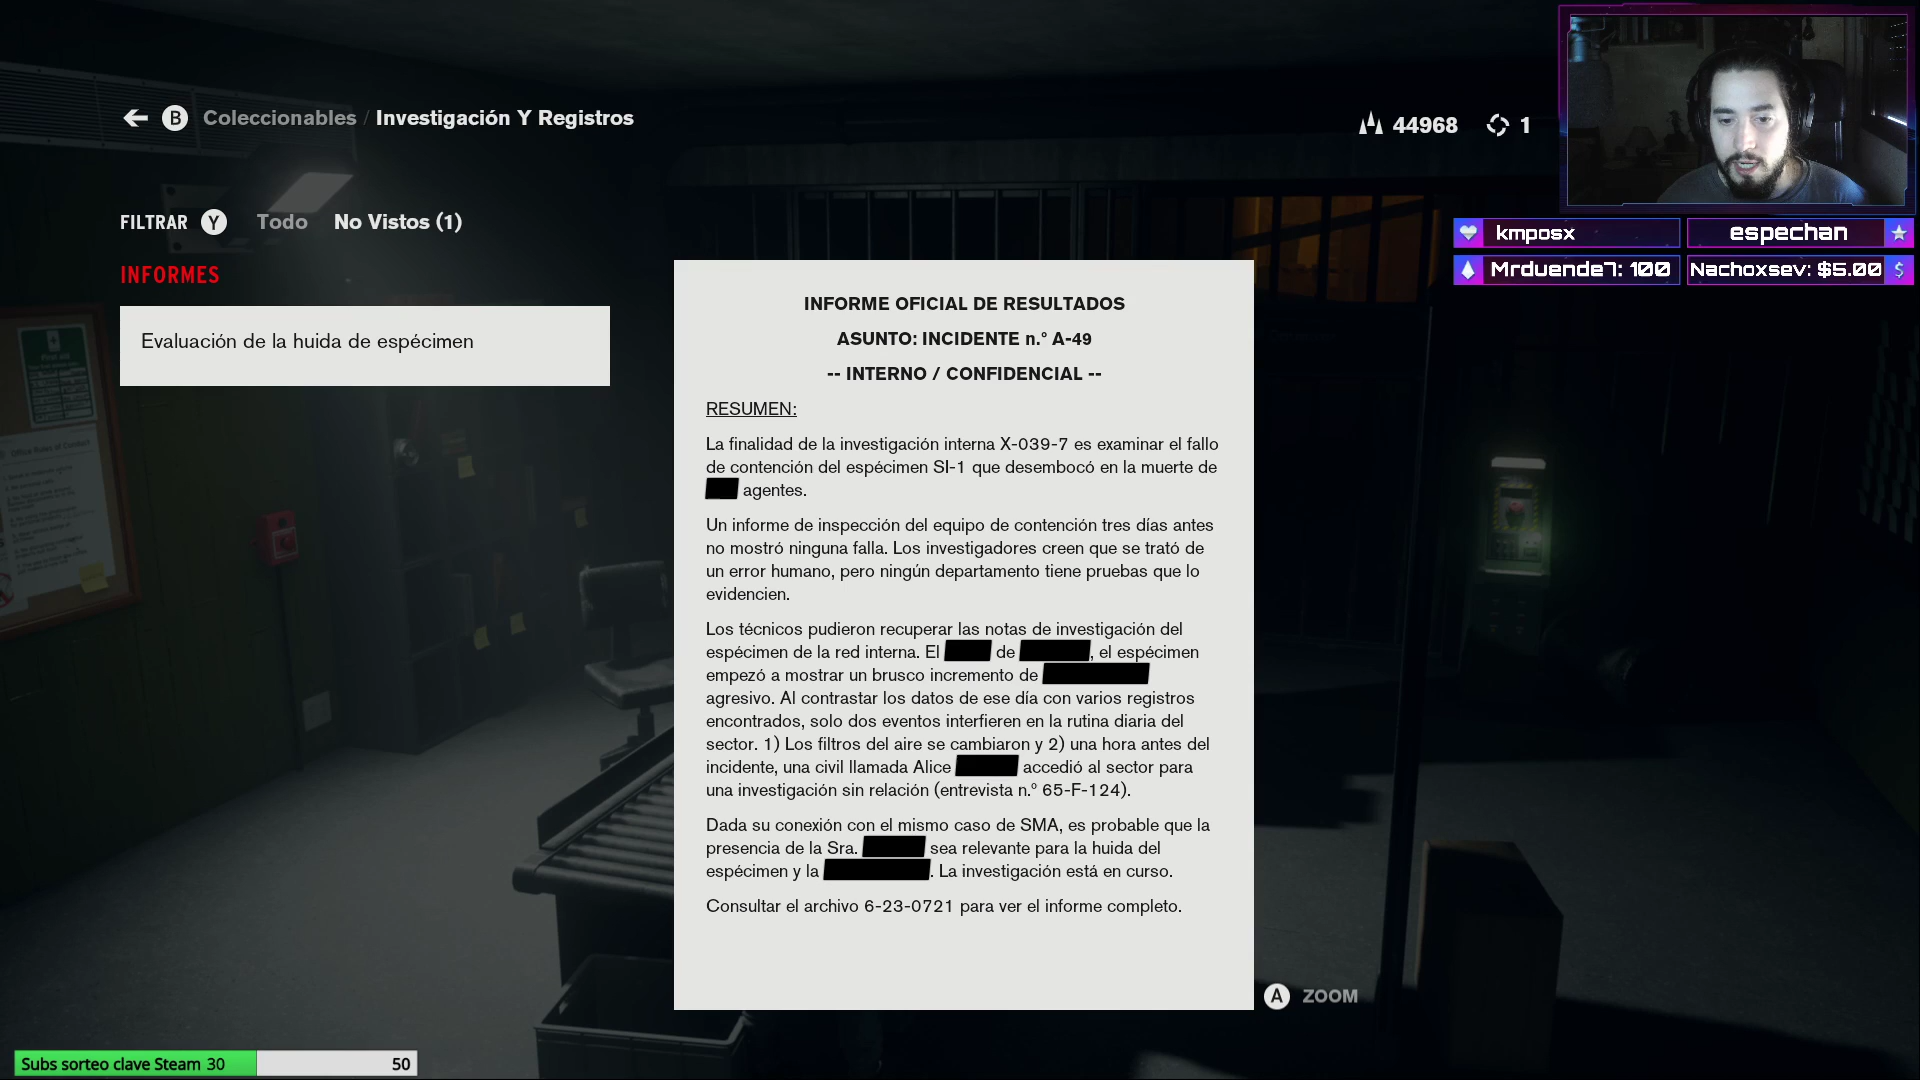 B Coleccionables / Investigación Y Registros
44968 1
FILTRAR Y Todo No Vistos (1)
kmposx espechan
Mrduende7: 100 Nachoxsev: $5.00 $
INFORMES
Evaluación de la huida de espécimen
INFORME OFICIAL DE RESULTADOS
ASUNTO: INCIDENTE n.º A-49
-- INTERNO / CONFIDENCIAL --
RESUMEN:
La finalidad de la investigación interna X-039-7 es examinar el fallo
de contención del espécimen SI-1 que desembocó en la muerte de
agentes.
Un informe de inspección del equipo de contención tres días antes
no mostró ninguna falla. Los investigadores creen que se trató de
un error humano, pero ningún departamento tiene pruebas que lo
evidencien.
Los técnicos pudieron recuperar las notas de investigación del
espécimen de la red interna. El de , el espécimen
empezó a mostrar un brusco incremento de
agresivo. Al contrastar los datos de ese día con varios registros
encontrados, solo dos eventos interfieren en la rutina diaria del
sector. 1) Los filtros del aire se cambiaron y 2) una hora antes del
incidente, una civil llamada Alice accedió al sector para
una investigación sin relación (entrevista n.º 65-F-124).
Dada su conexión con el mismo caso de SMA, es probable que la
presencia de la Sra. sea relevante para la huida del
espécimen y la . La investigación está en curso.
Consultar el archivo 6-23-0721 para ver el informe completo.
A ZOOM
First Aid
Office Rules of Conduct
Subs sorteo clave Steam 30 50